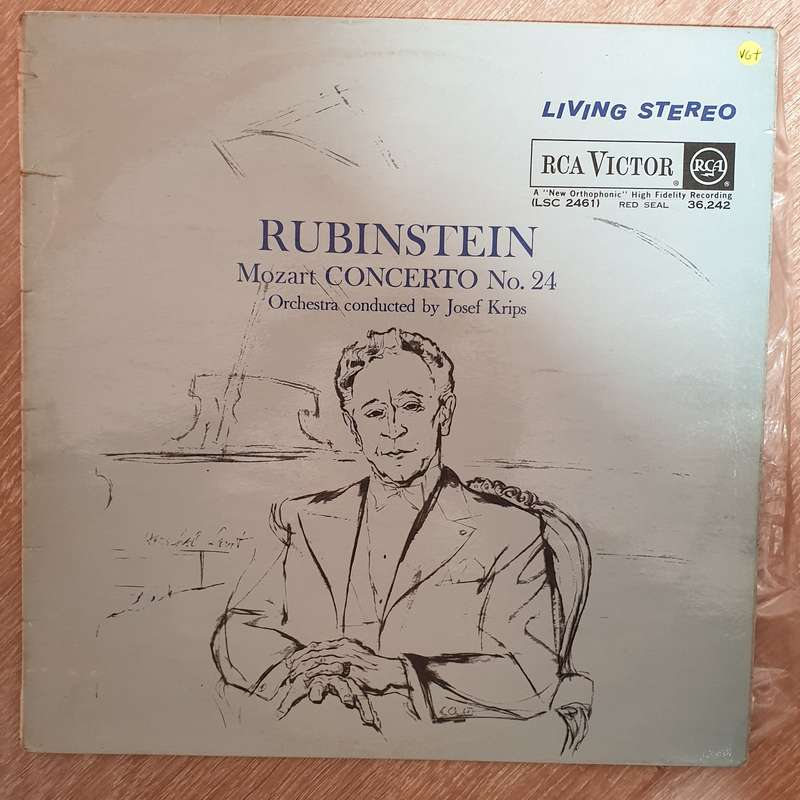 VG+
LIVING STEREO
RCA VICTOR ® RCA ®
A "New Orthophonic" High Fidelity Recording
(LSC 2461) RED SEAL 36,242
RUBINSTEIN
Mozart CONCERTO No. 24
Orchestra conducted by Josef Krips